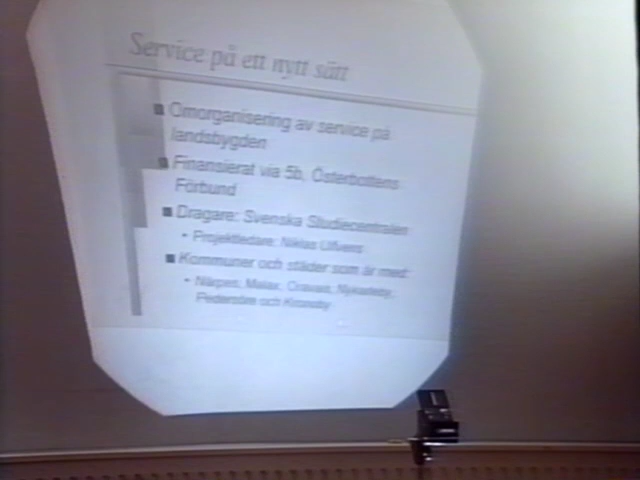 Service på ett nytt sätt
Omorganisering av service på
landsbygden
Finansierat via 5b, Österbottens
Förbund
Dragare: Svenska Studiecentralen
Projektledare: Niklas Ulfvens
Kommuner och städer som är med:
Närpes, Malax, Oravais, Nykarleby,
Pedersöre och Kronoby